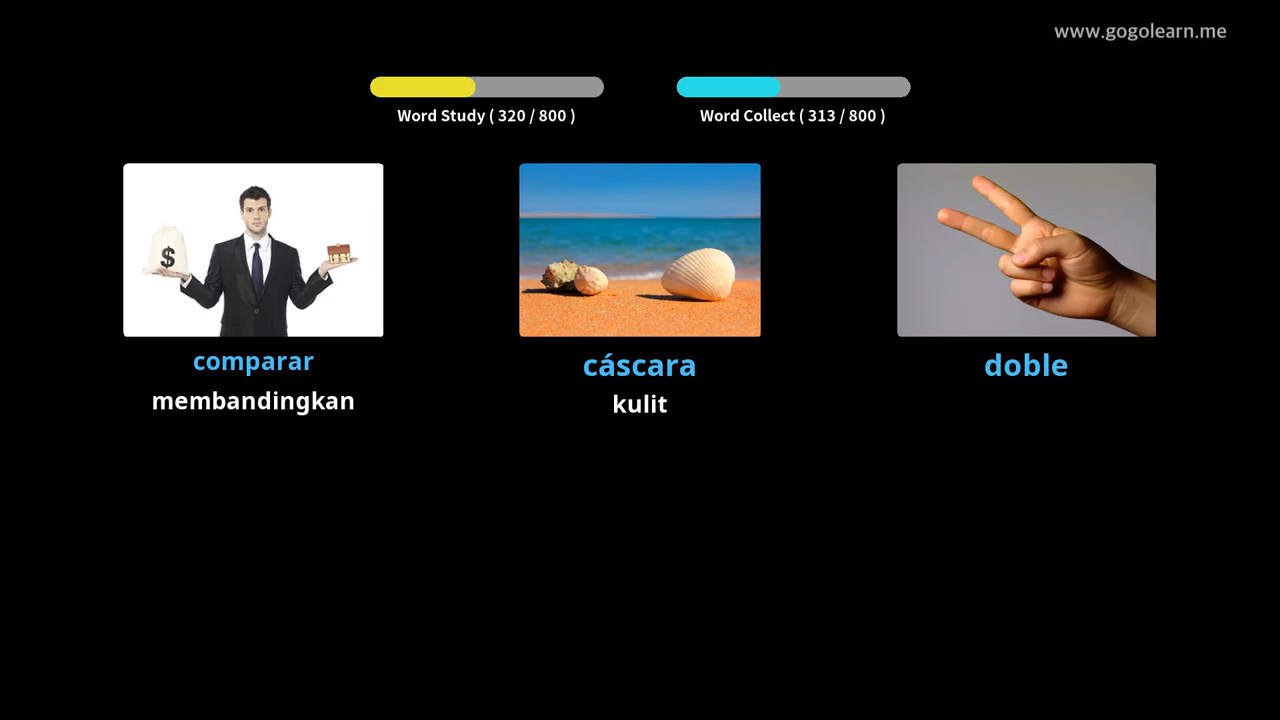 www.gogolearn.me
Word Study ( 320 / 800 )
Word Collect ( 313 / 800 )
$
comparar
membandingkan
cáscara
kulit
doble